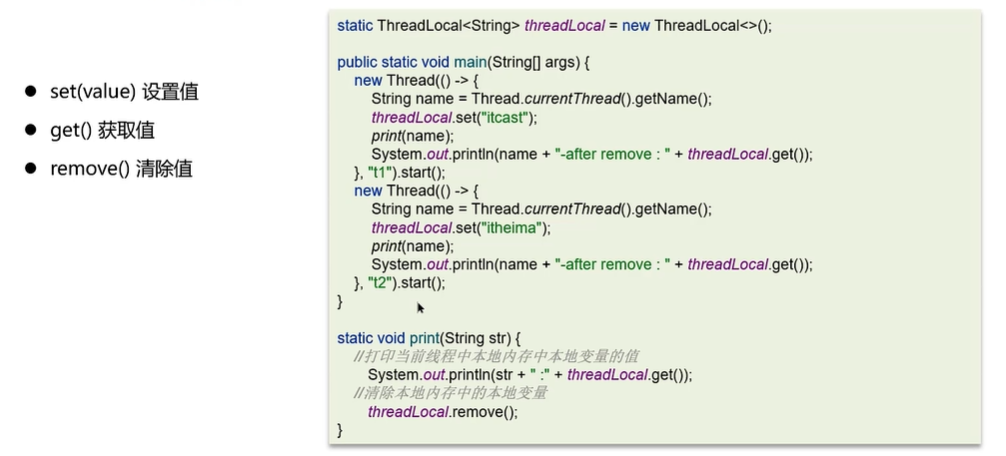 ● set(value) 设置值
● get() 获取值
● remove() 清除值
static ThreadLocal<String> threadLocal = new ThreadLocal<>();

public static void main(String[] args) {
    new Thread(() -> {
        String name = Thread.currentThread().getName();
        threadLocal.set("itcast");
        print(name);
        System.out.println(name + "-after remove : " + threadLocal.get());
    }, "t1").start();
    new Thread(() -> {
        String name = Thread.currentThread().getName();
        threadLocal.set("itheima");
        print(name);
        System.out.println(name + "-after remove : " + threadLocal.get());
    }, "t2").start();
}

static void print(String str) {
    //打印当前线程中本地内存中本地变量的值
    System.out.println(str + " :" + threadLocal.get());
    //清除本地内存中的本地变量
    threadLocal.remove();
}